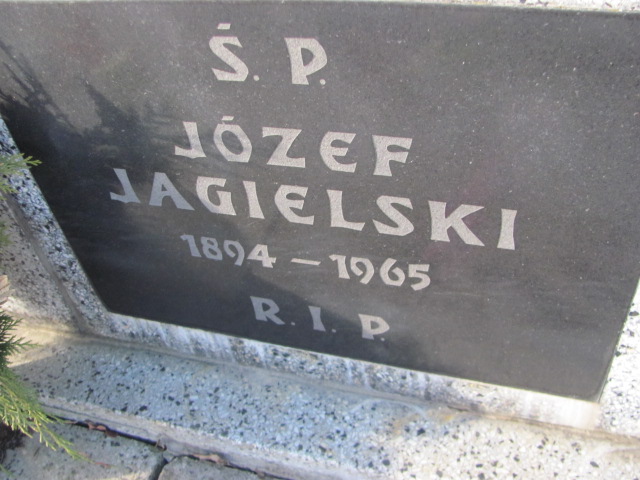 Ś. P.
JÓZEF
JAGIELSKI
1894 – 1965
R. I. P.